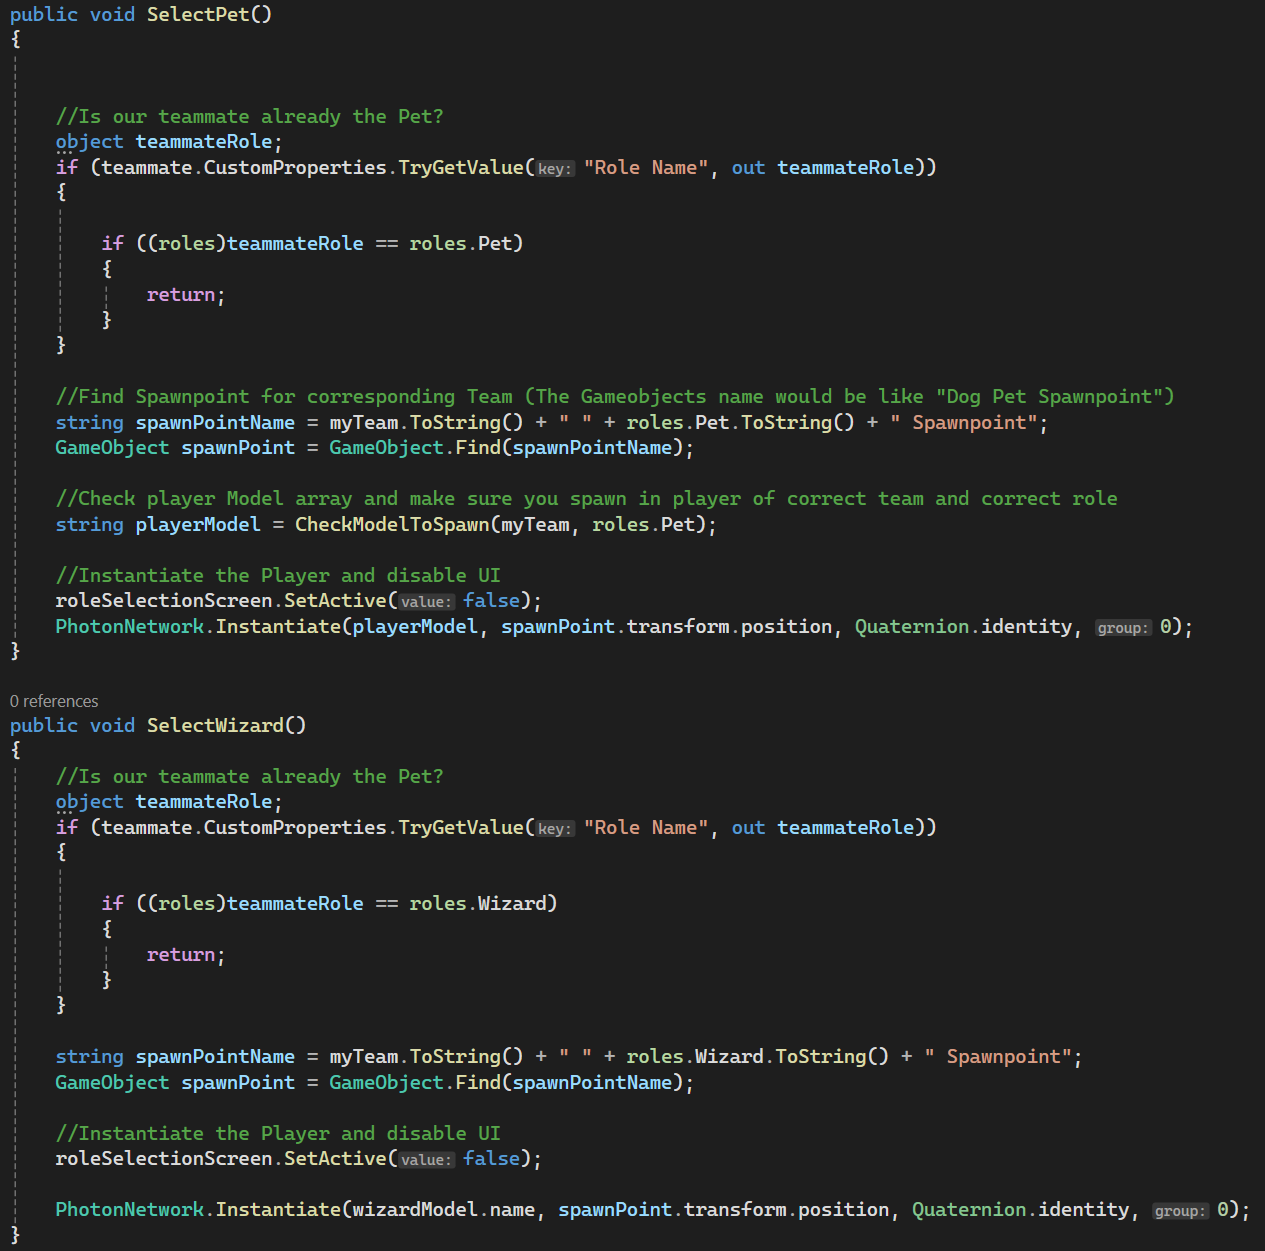 public void SelectPet()
{
//Is our teammate already the Pet?
object teammateRole;
if (teammate.CustomProperties.TryGetValue(key: "Role Name", out teammateRole))
{
if ((roles)teammateRole == roles.Pet)
{
return;
}
}
//Find Spawnpoint for corresponding Team (The Gameobjects name would be like "Dog Pet Spawnpoint")
string spawnPointName = myTeam.ToString() + " " + roles.Pet.ToString() + " Spawnpoint";
GameObject spawnPoint = GameObject.Find(spawnPointName);
//Check player Model array and make sure you spawn in player of correct team and correct role
string playerModel = CheckModelToSpawn(myTeam, roles.Pet);
//Instantiate the Player and disable UI
roleSelectionScreen.SetActive(value: false);
PhotonNetwork.Instantiate(playerModel, spawnPoint.transform.position, Quaternion.identity, group: 0);
}
0 references
public void SelectWizard()
{
//Is our teammate already the Pet?
object teammateRole;
if (teammate.CustomProperties.TryGetValue(key: "Role Name", out teammateRole))
{
if ((roles)teammateRole == roles.Wizard)
{
return;
}
}
string spawnPointName = myTeam.ToString() + " " + roles.Wizard.ToString() + " Spawnpoint";
GameObject spawnPoint = GameObject.Find(spawnPointName);
//Instantiate the Player and disable UI
roleSelectionScreen.SetActive(value: false);
PhotonNetwork.Instantiate(wizardModel.name, spawnPoint.transform.position, Quaternion.identity, group: 0);
}